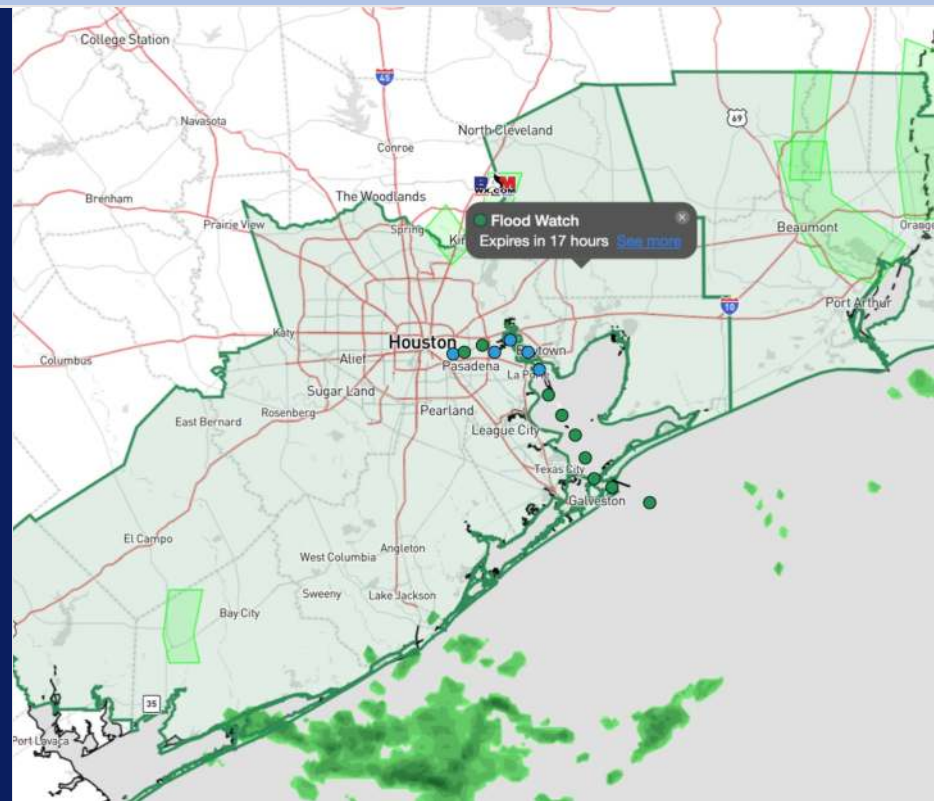 College Station
45
Navasota
North Cleveland
69
Conroe
Brenham
The Woodlands
WX.COM
Prairie View
Spring
Flood Watch
Expires in 17 hours See more
Beaumont
Orange
Port Arthur
10
Katy
Houston
Baytown
Columbus
Alief
Pasadena
La Porte
Sugar Land
Pearland
East Bernard
Rosenberg
League City
Texas City
Galveston
El Campo
West Columbia
Angleton
Sweeny
Lake Jackson
Bay City
35
Port Lavaca